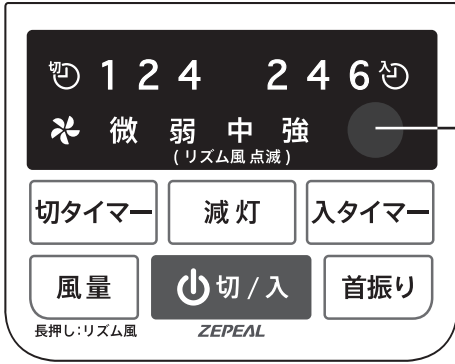 切 1 2 4 2 4 6 入
微 弱 中 強
(リズム風 点滅)
切タイマー 減灯 入タイマー
風量 切/入 首振り
長押し:リズム風 ZEPEAL